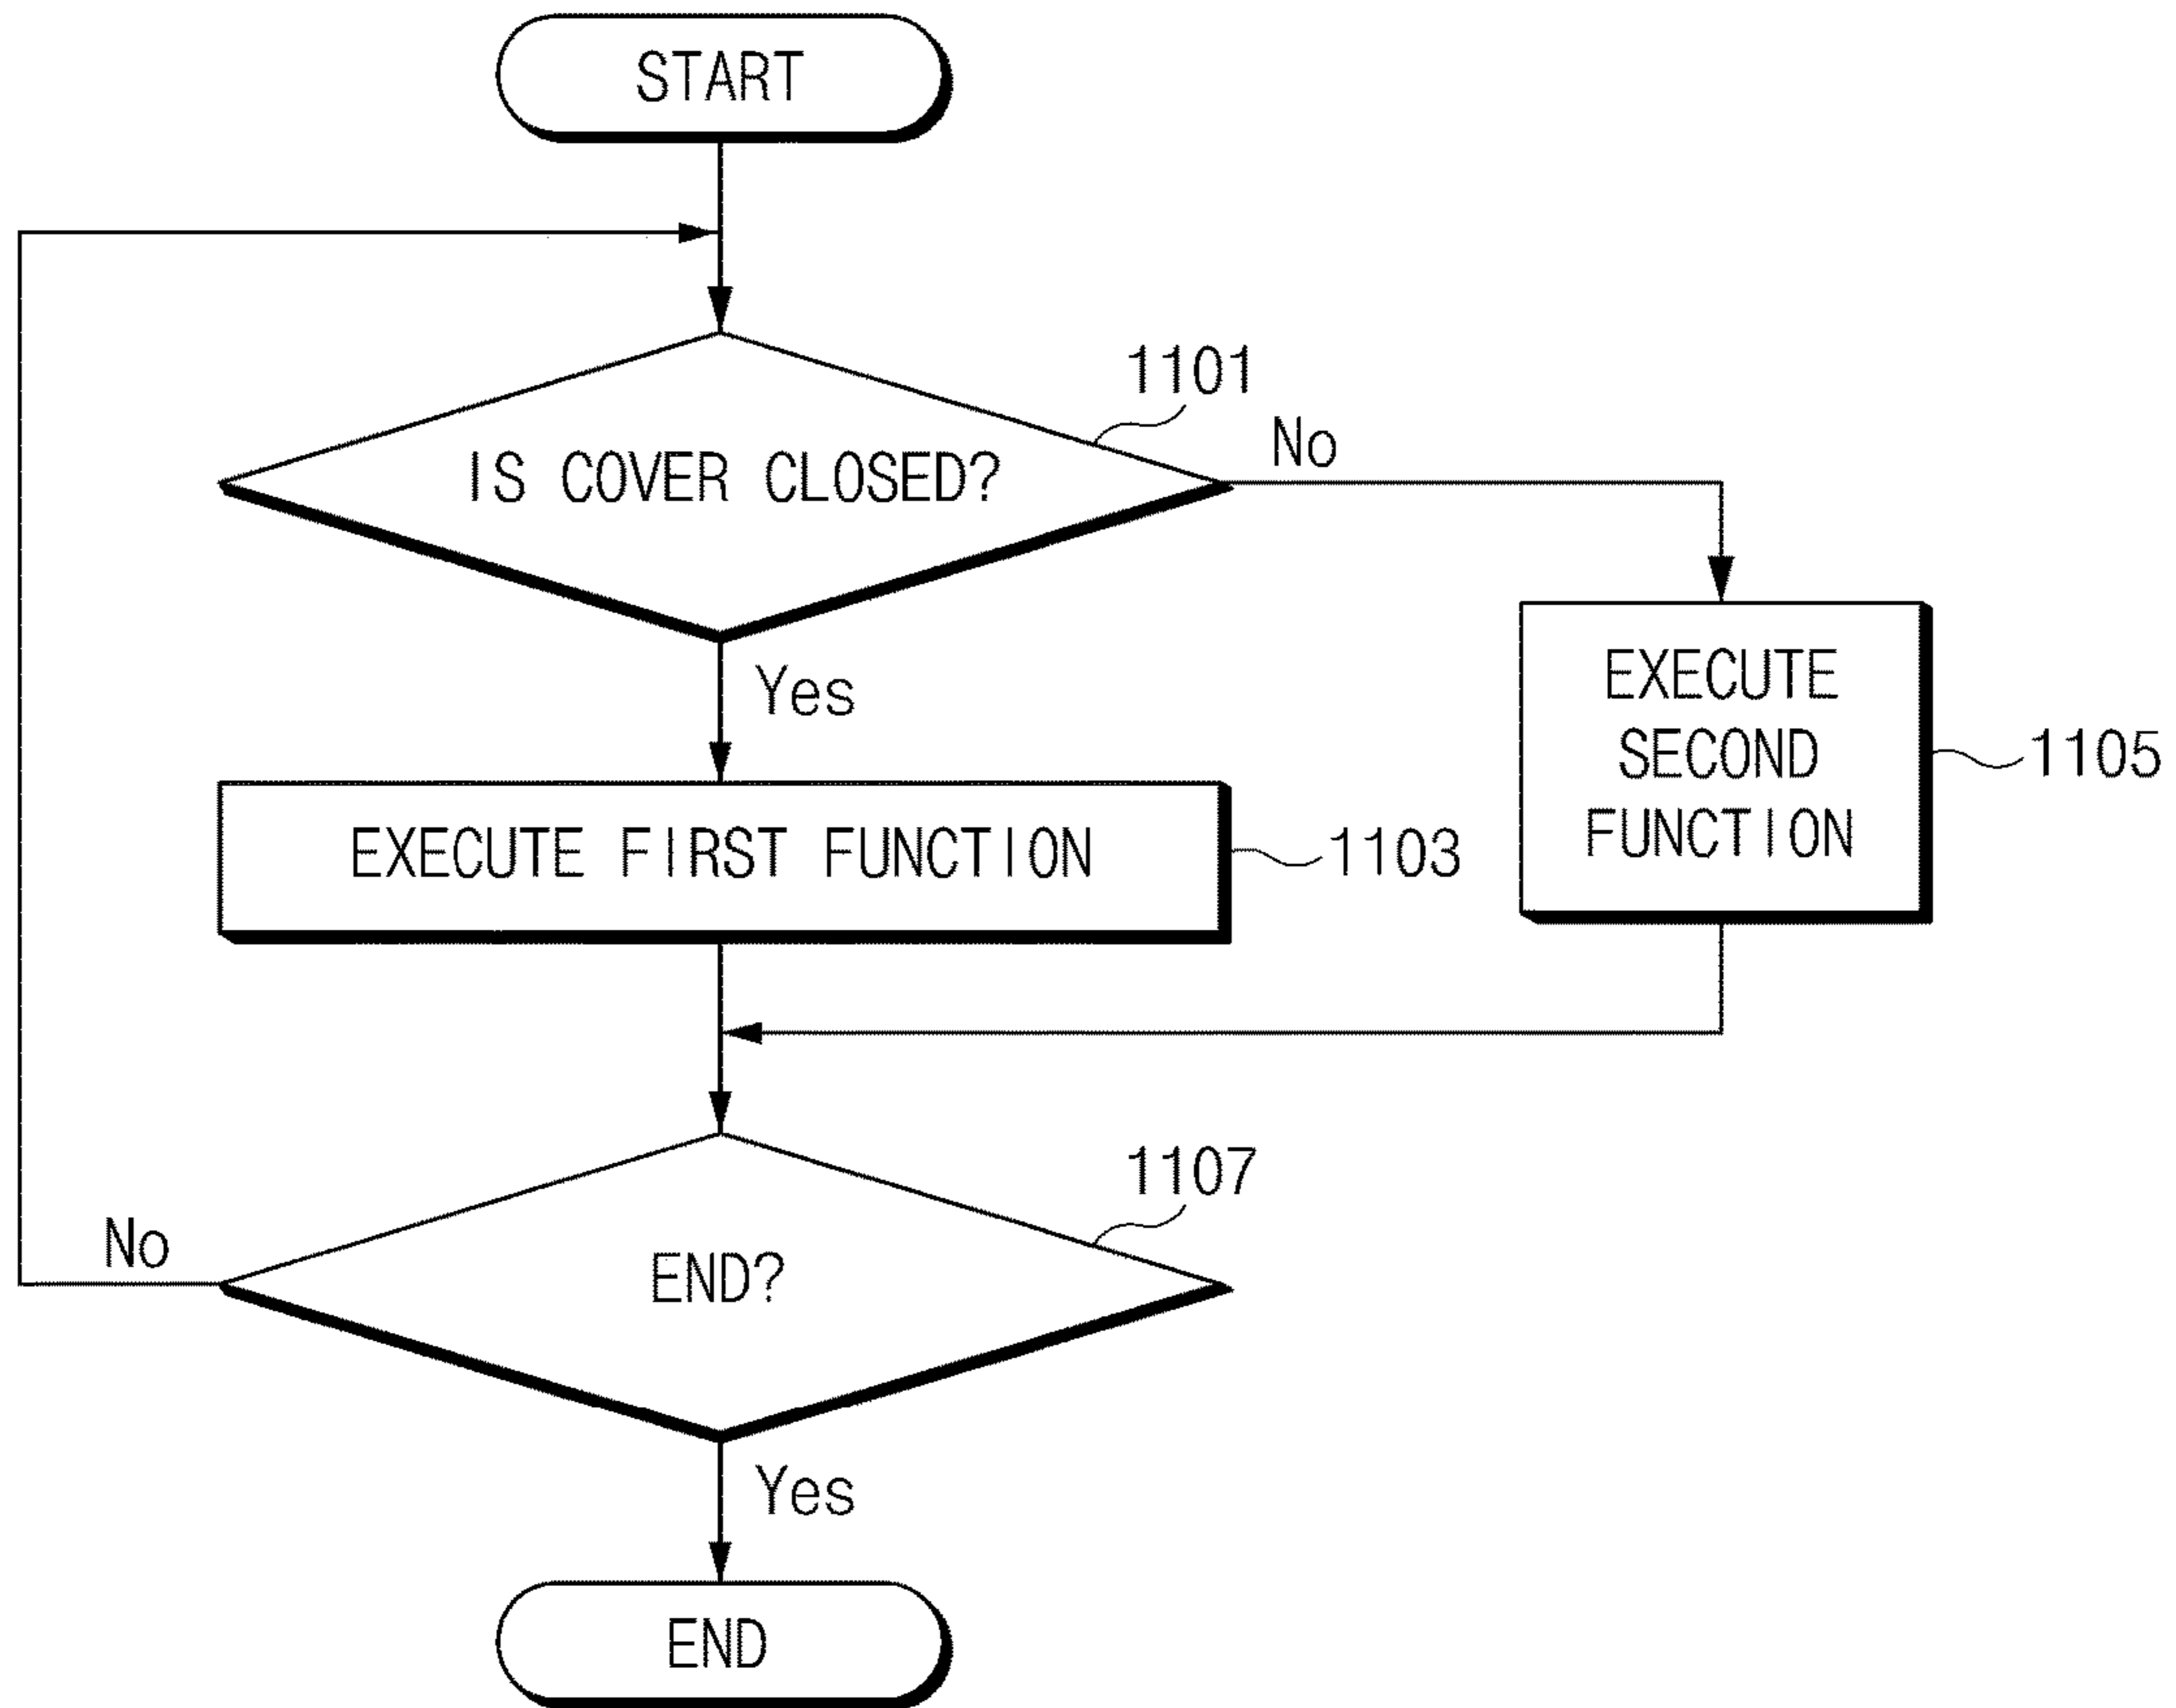 START
1101
IS COVER CLOSED?
No
Yes
EXECUTE
SECOND
FUNCTION
1105
EXECUTE FIRST FUNCTION
1103
1107
No
END?
Yes
END